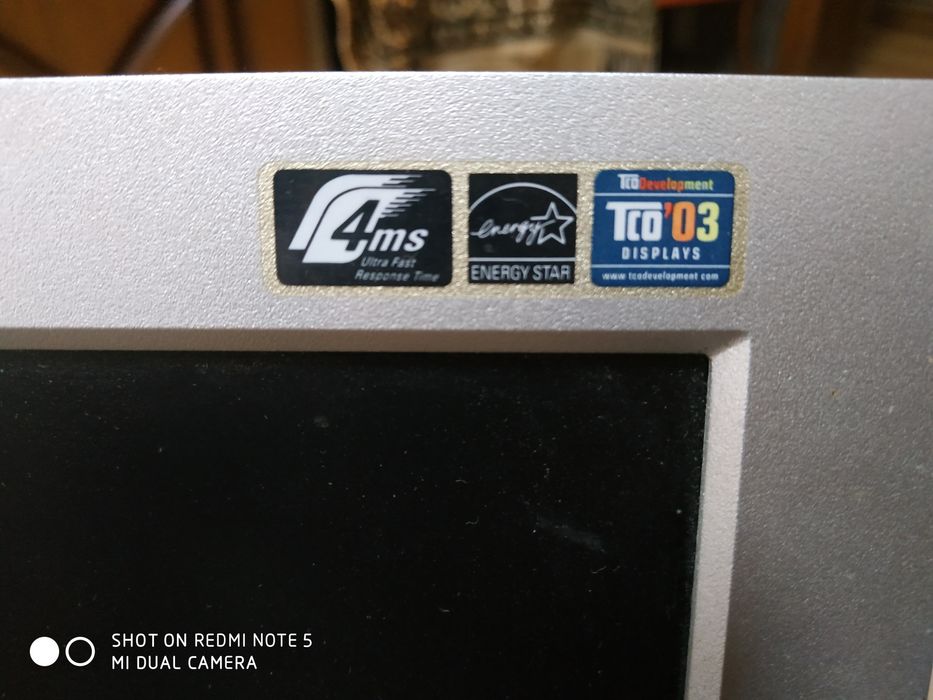 4ms
Ultra Fast
Response Time
energy
ENERGY STAR
TCO Development
TCO'03
DISPLAYS
www.tcodevelopment.com
SHOT ON REDMI NOTE 5
MI DUAL CAMERA